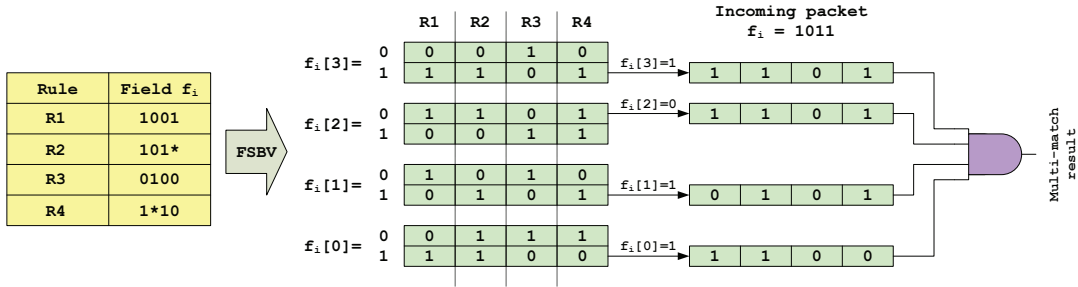 Rule Field fᵢ
R1 1001
R2 101*
R3 0100
R4 1*10
FSBV
R1 R2 R3 R4
fᵢ[3]= 0 0 0 1 0
1 1 1 0 1
fᵢ[2]= 0 1 1 0 1
1 0 0 1 1
fᵢ[1]= 0 1 0 1 0
1 0 1 0 1
fᵢ[0]= 0 0 1 1 1
1 1 1 0 0
Incoming packet
fᵢ = 1011
fᵢ[3]=1 1 1 0 1
fᵢ[2]=0 1 1 0 1
fᵢ[1]=1 0 1 0 1
fᵢ[0]=1 1 1 0 0
Multi-match
result